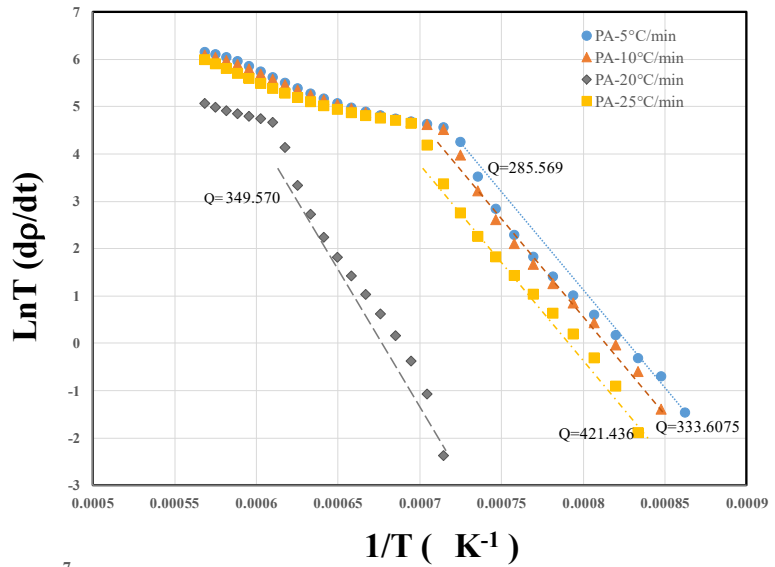 7
6
5
4
3
2
1
0
-1
-2
-3
LnT (dρ/dt)
PA-5°C/min
PA-10°C/min
PA-20°C/min
PA-25°C/min
Q=285.569
Q=349.570
Q=421.436
Q=333.6075
0.0005 0.00055 0.0006 0.00065 0.0007 0.00075 0.0008 0.00085 0.0009
1/T ( K⁻¹ )
7